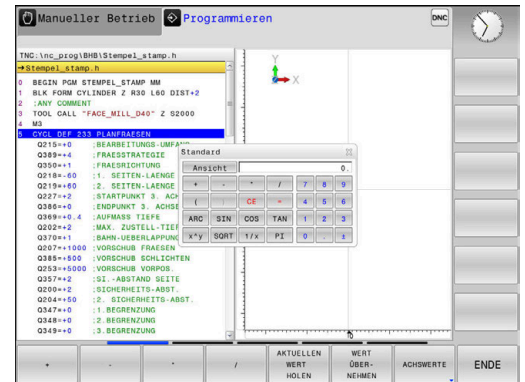 Manueller Betrieb
Programmieren
DNC
TNC:\nc_prog\BHB\Stempel_stamp.h
→Stempel_stamp.h
0 BEGIN PGM STEMPEL_STAMP MM
1 BLK FORM CYLINDER Z R30 L60 DIST+2
2 ;ANY COMMENT
3 TOOL CALL "FACE_MILL_D40" Z S2000
4 M3
5 CYCL DEF 233 PLANFRAESEN
Q215=+0 ;BEARBEITUNGS-UMFANG
Q389=+4 ;FRAESSTRATEGIE
Q350=+1 ;FRAESRICHTUNG
Q218=-60 ;1. SEITEN-LAENGE
Q219=+60 ;2. SEITEN-LAENGE
Q227=+2 ;STARTPUNKT 3. ACHSE
Q386=+0 ;ENDPUNKT 3. ACHSE
Q369=+0.4 ;AUFMASS TIEFE
Q202=+2 ;MAX. ZUSTELL-TIEF
Q370=+1 ;BAHN-UEBERLAPPUNG
Q207=+1000 ;VORSCHUB FRAESEN
Q385=+500 ;VORSCHUB SCHLICHTEN
Q253=+5000 ;VORSCHUB VORPOS.
Q357=+2 ;SI.-ABSTAND SEITE
Q200=+2 ;SICHERHEITS-ABST.
Q204=+50 ;2. SICHERHEITS-ABST.
Q347=+0 ;1.BEGRENZUNG
Q348=+0 ;2.BEGRENZUNG
Q349=+0 ;3.BEGRENZUNG
Y
X
Standard
Ansicht 0.
+ - * / 7 8 9
( ) CE = 4 5 6
ARC SIN COS TAN 1 2 3
x^y SQRT 1/x PI 0 . ±
+ - * /
AKTUELLEN WERT HOLEN
WERT ÜBER- NEHMEN
ACHSWERTE
ENDE